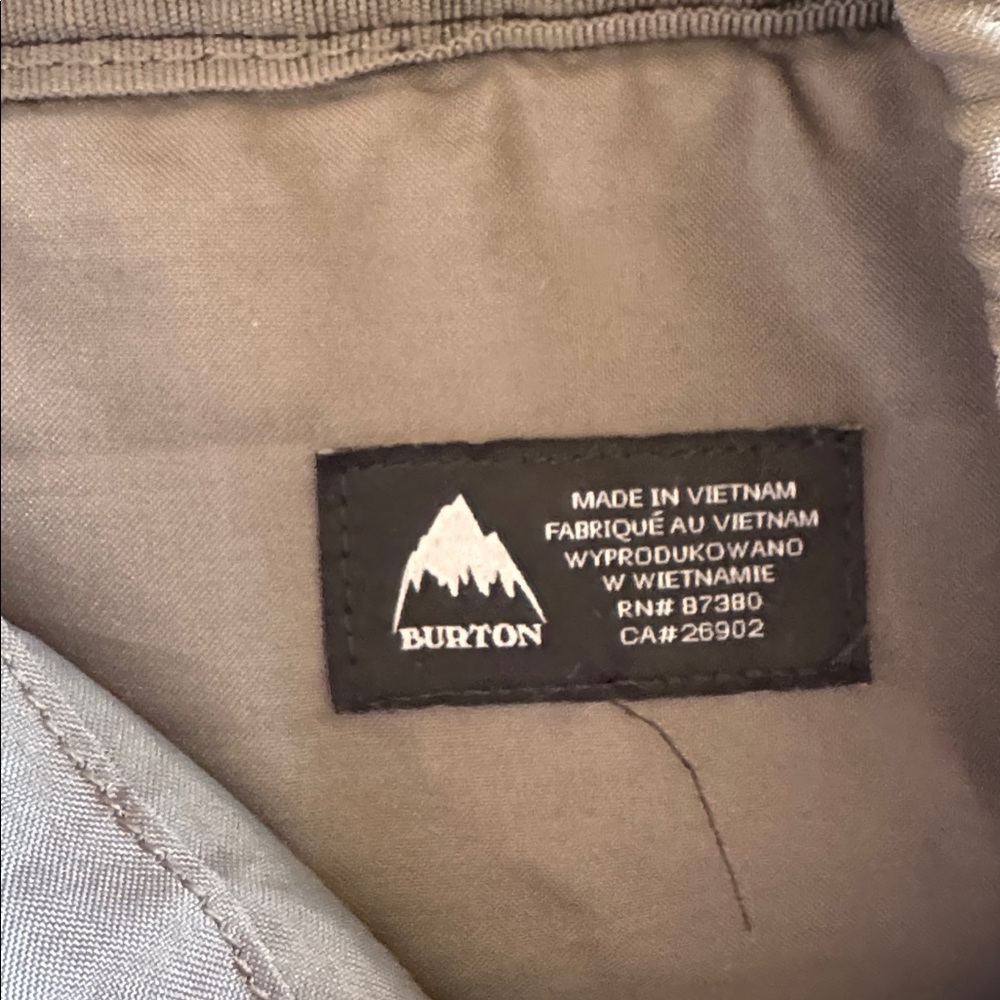 BURTON
MADE IN VIETNAM
FABRIQUÉ AU VIETNAM
WYPRODUKOWANO
W WIETNAMIE
RN# 87380
CA#26902